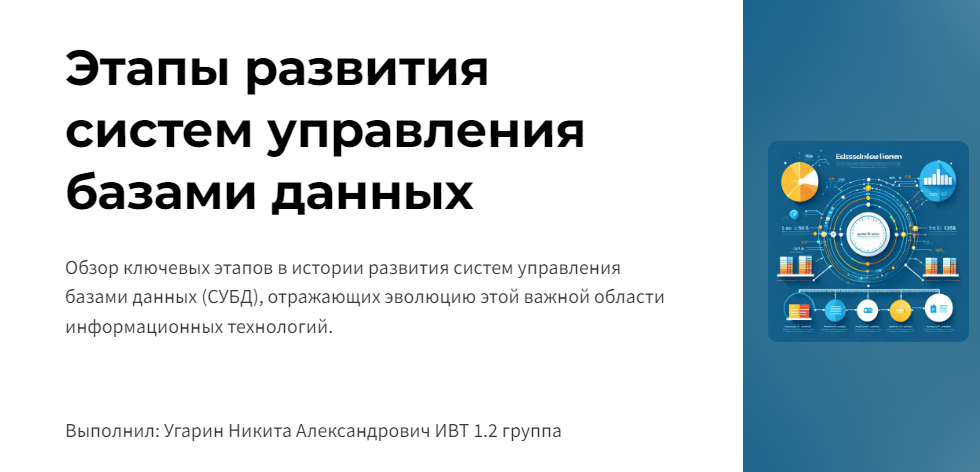 Этапы развития
систем управления
базами данных
Обзор ключевых этапов в истории развития систем управления
базами данных (СУБД), отражающих эволюцию этой важной области
информационных технологий.
Выполнил: Угарин Никита Александрович ИВТ 1.2 группа